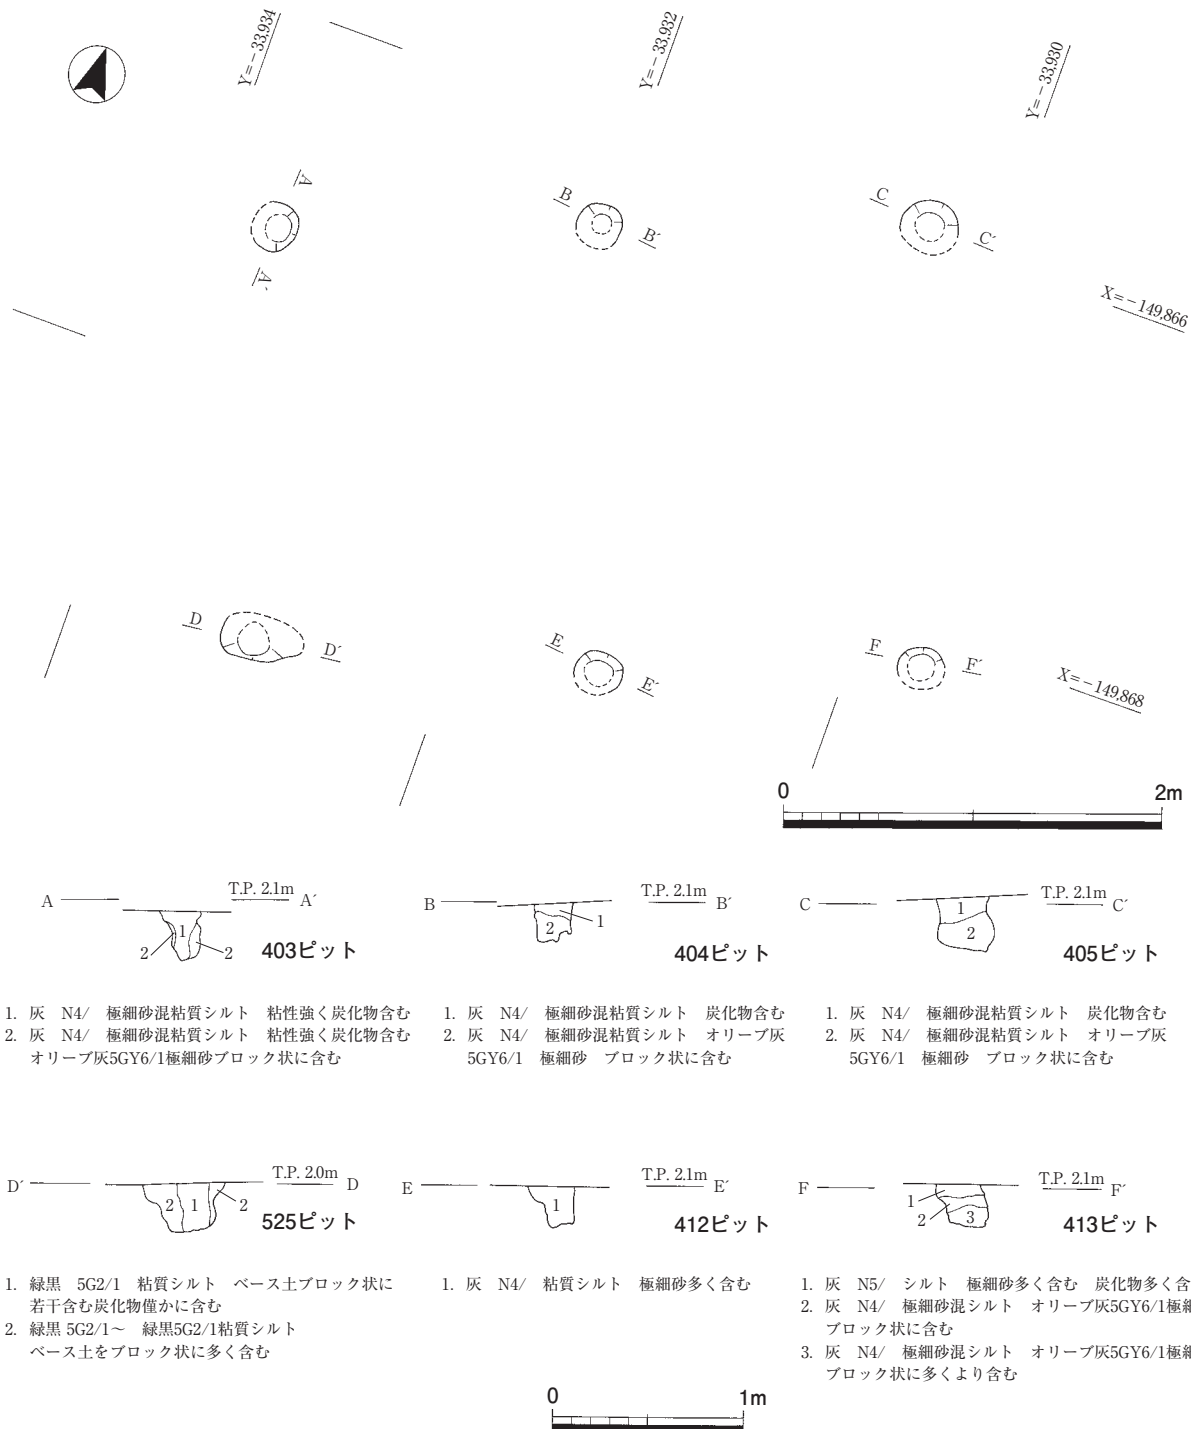 Y=−33,934
Y=−33,932
Y=−33,930
A
A´
B
B´
C
C´
X=−149,866
D
D´
E
E´
F
F´
X=−149,868
0 2m
A T.P. 2.1m A´
1
2 2
403ピット
B T.P. 2.1m B´
1
2
404ピット
C T.P. 2.1m C´
1
2
405ピット
1. 灰 N4/ 極細砂混粘質シルト 粘性強く炭化物含む
2. 灰 N4/ 極細砂混粘質シルト 粘性強く炭化物含む
オリーブ灰5GY6/1極細砂ブロック状に含む
1. 灰 N4/ 極細砂混粘質シルト 炭化物含む
2. 灰 N4/ 極細砂混粘質シルト オリーブ灰
5GY6/1 極細砂 ブロック状に含む
1. 灰 N4/ 極細砂混粘質シルト 炭化物含む
2. 灰 N4/ 極細砂混粘質シルト オリーブ灰
5GY6/1 極細砂 ブロック状に含む
D´ T.P. 2.0m D
2 1 2
525ピット
E T.P. 2.1m E´
1
412ピット
F T.P. 2.1m F´
1
2 3
413ピット
1. 緑黒 5G2/1 粘質シルト ベース土ブロック状に
若干含む炭化物僅かに含む
2. 緑黒 5G2/1～ 緑黒5G2/1粘質シルト
ベース土をブロック状に多く含む
1. 灰 N4/ 粘質シルト 極細砂多く含む
1. 灰 N5/ シルト 極細砂多く含む 炭化物多く含
2. 灰 N4/ 極細砂混シルト オリーブ灰5GY6/1極細
ブロック状に含む
3. 灰 N4/ 極細砂混シルト オリーブ灰5GY6/1極細
ブロック状に多くより含む
0 1m